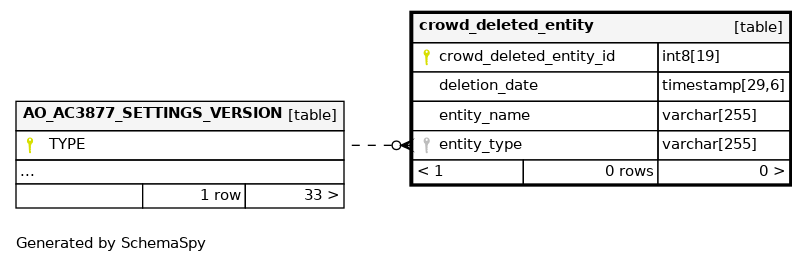 crowd_deleted_entity [table]
crowd_deleted_entity_id int8[19]
deletion_date timestamp[29,6]
entity_name varchar[255]
entity_type varchar[255]
< 1 0 rows 0 >
AO_AC3877_SETTINGS_VERSION [table]
TYPE
...
1 row 33 >
Generated by SchemaSpy